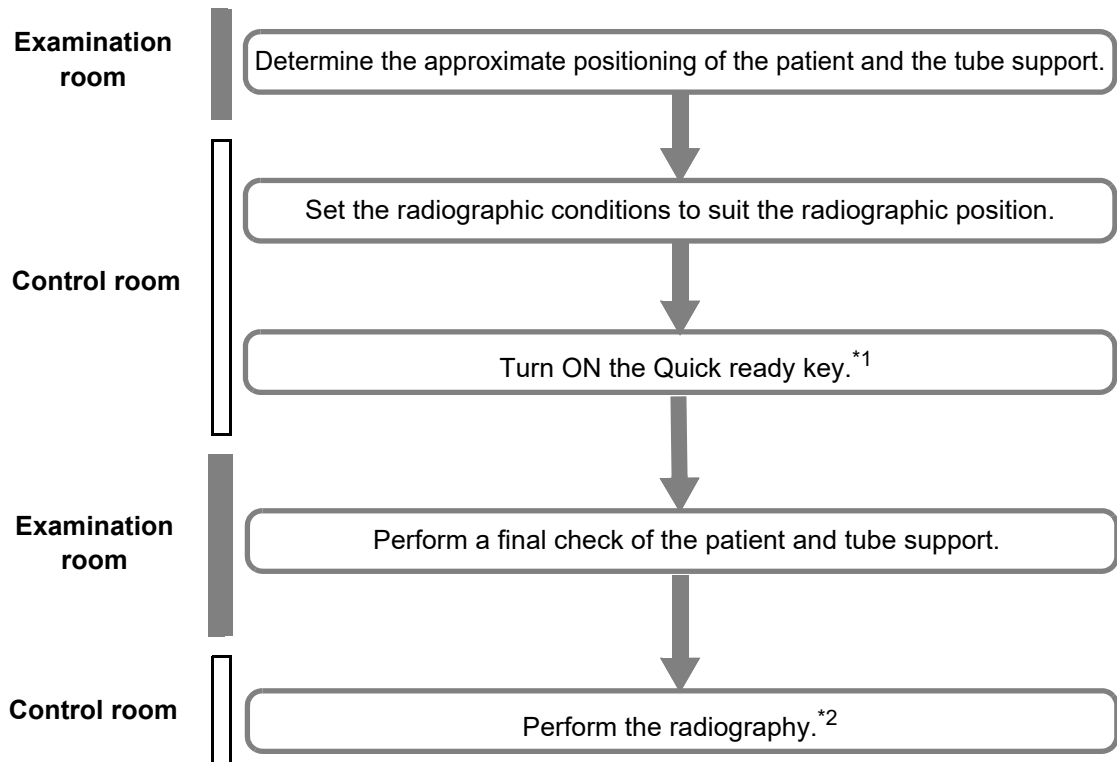 Examination
room
Determine the approximate positioning of the patient and the tube support.
Set the radiographic conditions to suit the radiographic position.
Control room
Turn ON the Quick ready key.*1
Examination
room
Perform a final check of the patient and tube support.
Control room
Perform the radiography.*2